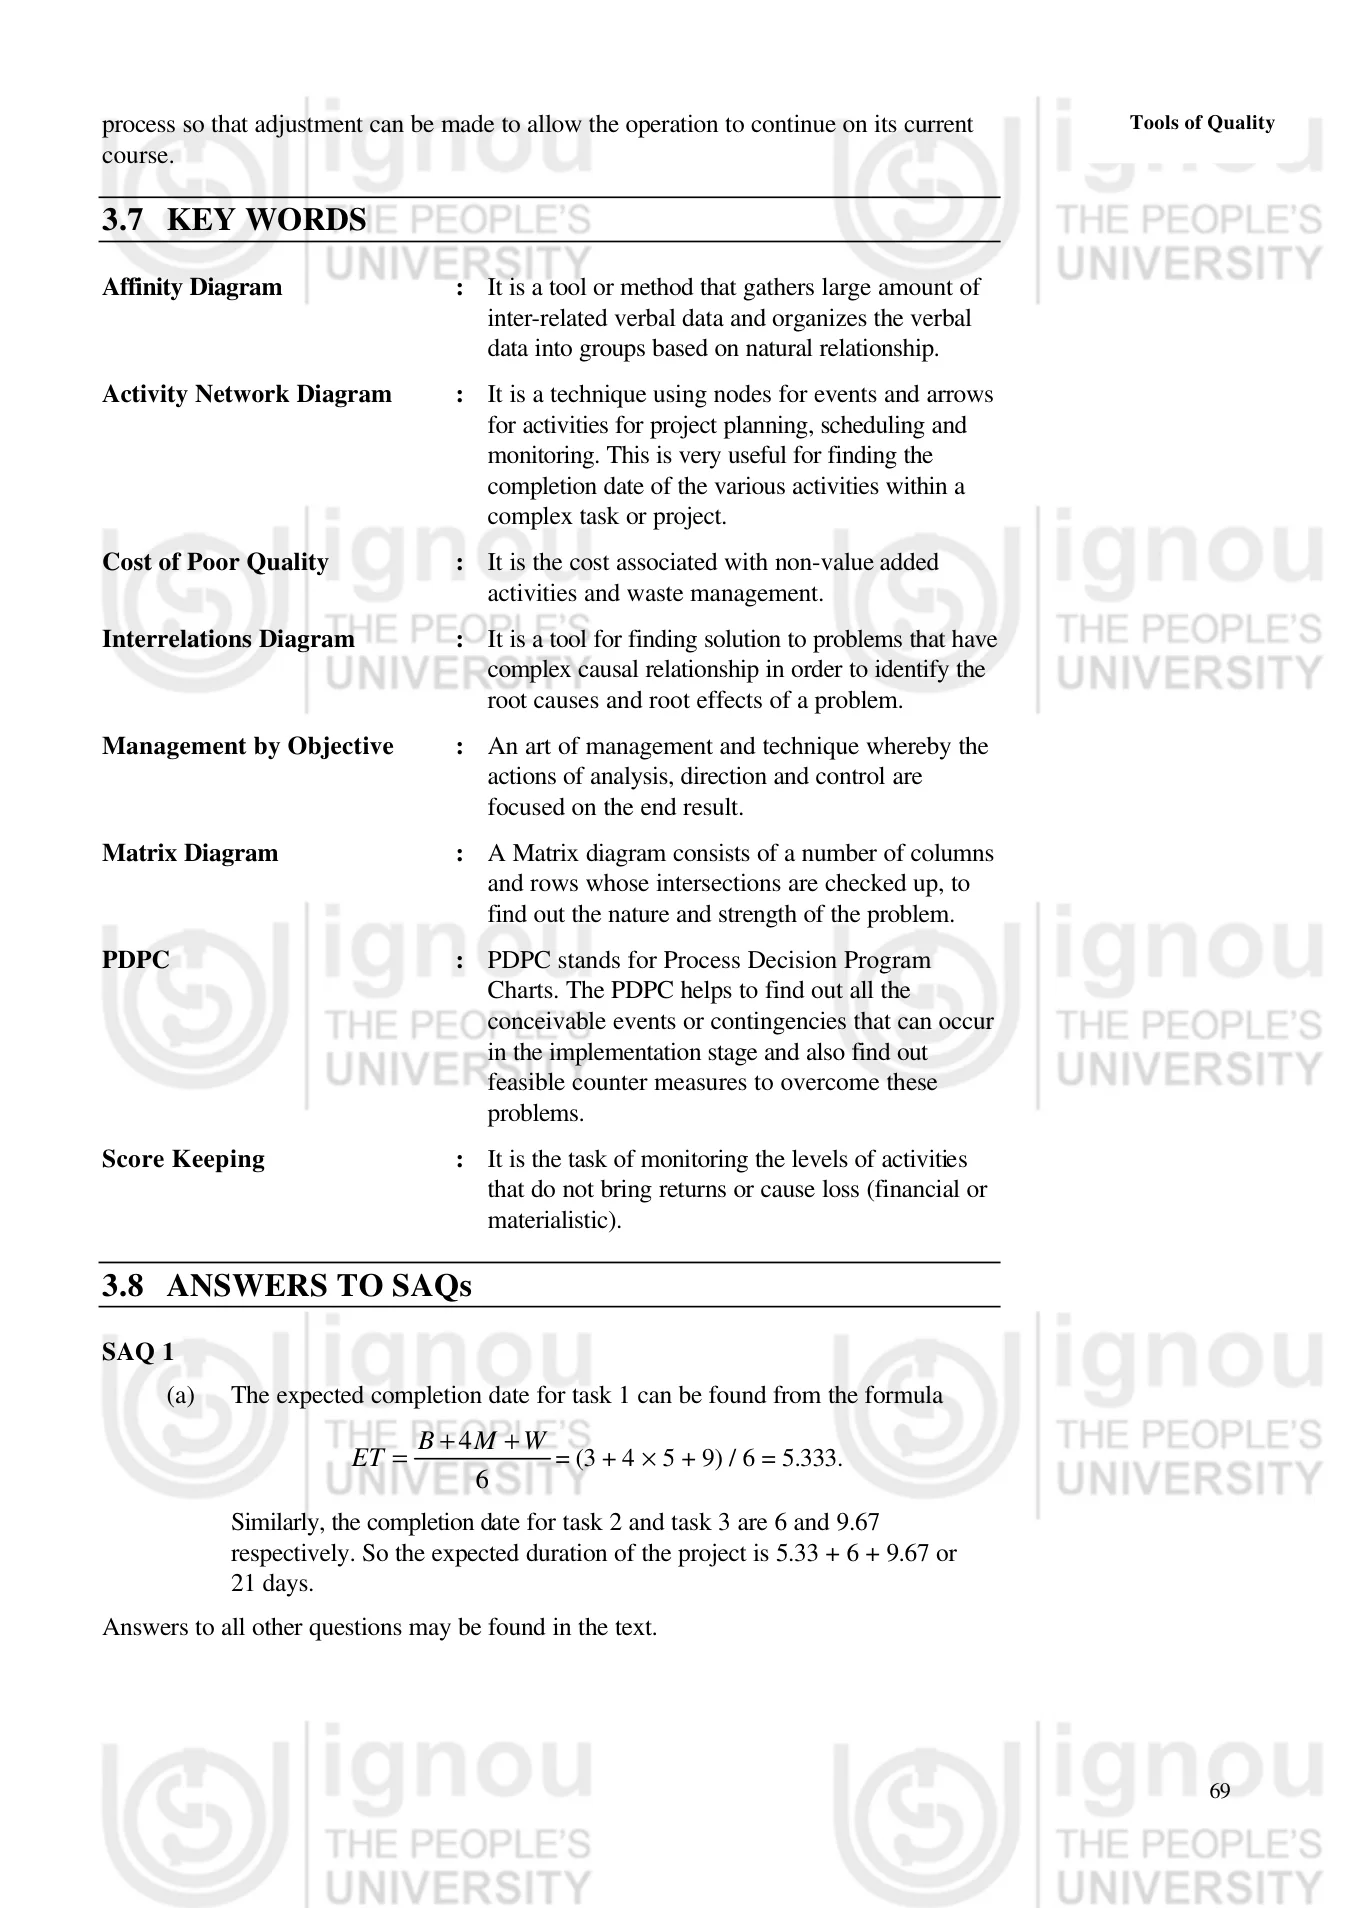 process so that adjustment can be made to allow the operation to continue on its current
course.
Tools of Quality
3.7 KEY WORDS
Affinity Diagram : It is a tool or method that gathers large amount of
inter-related verbal data and organizes the verbal
data into groups based on natural relationship.
Activity Network Diagram : It is a technique using nodes for events and arrows
for activities for project planning, scheduling and
monitoring. This is very useful for finding the
completion date of the various activities within a
complex task or project.
Cost of Poor Quality : It is the cost associated with non-value added
activities and waste management.
Interrelations Diagram : It is a tool for finding solution to problems that have
complex causal relationship in order to identify the
root causes and root effects of a problem.
Management by Objective : An art of management and technique whereby the
actions of analysis, direction and control are
focused on the end result.
Matrix Diagram : A Matrix diagram consists of a number of columns
and rows whose intersections are checked up, to
find out the nature and strength of the problem.
PDPC : PDPC stands for Process Decision Program
Charts. The PDPC helps to find out all the
conceivable events or contingencies that can occur
in the implementation stage and also find out
feasible counter measures to overcome these
problems.
Score Keeping : It is the task of monitoring the levels of activities
that do not bring returns or cause loss (financial or
materialistic).
3.8 ANSWERS TO SAQs
SAQ 1
(a) The expected completion date for task 1 can be found from the formula
ET = (B + 4M + W) / 6 = (3 + 4 × 5 + 9) / 6 = 5.333.
Similarly, the completion date for task 2 and task 3 are 6 and 9.67
respectively. So the expected duration of the project is 5.33 + 6 + 9.67 or
21 days.
Answers to all other questions may be found in the text.
69
ignou
THE PEOPLE'S
UNIVERSITY